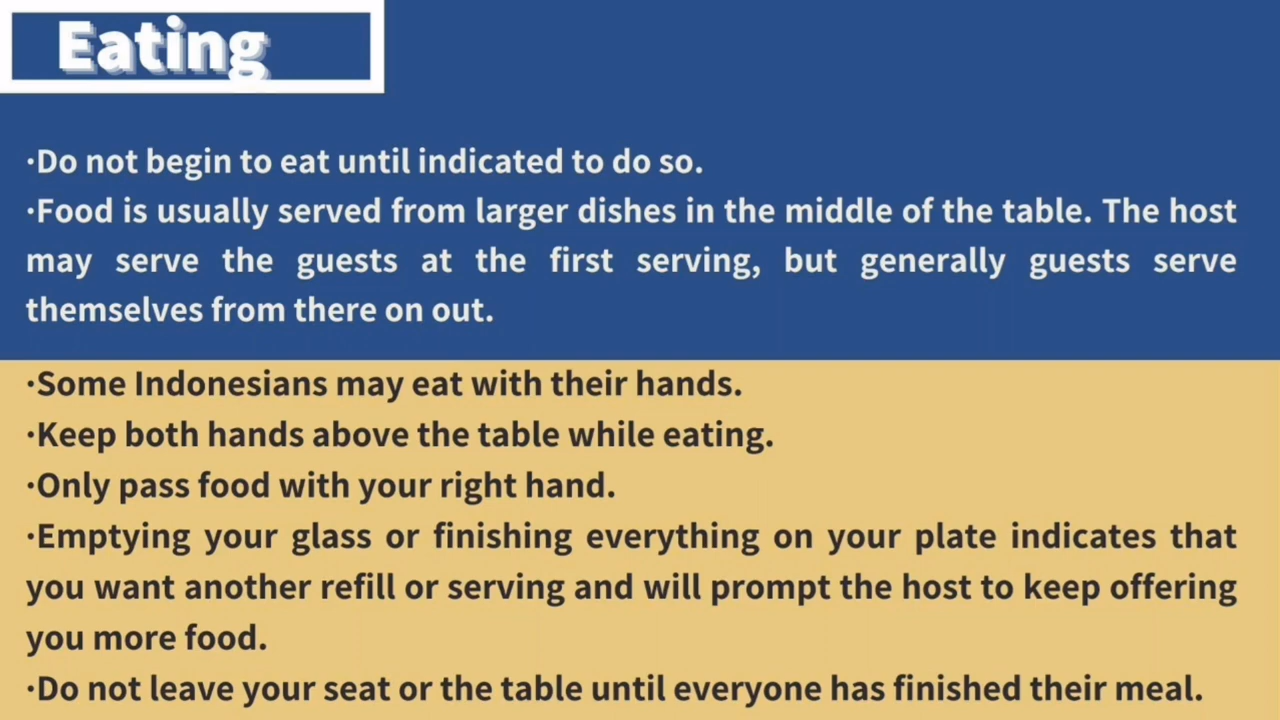 Eating
·Do not begin to eat until indicated to do so.
·Food is usually served from larger dishes in the middle of the table. The host
may serve the guests at the first serving, but generally guests serve
themselves from there on out.
·Some Indonesians may eat with their hands.
·Keep both hands above the table while eating.
·Only pass food with your right hand.
·Emptying your glass or finishing everything on your plate indicates that
you want another refill or serving and will prompt the host to keep offering
you more food.
·Do not leave your seat or the table until everyone has finished their meal.